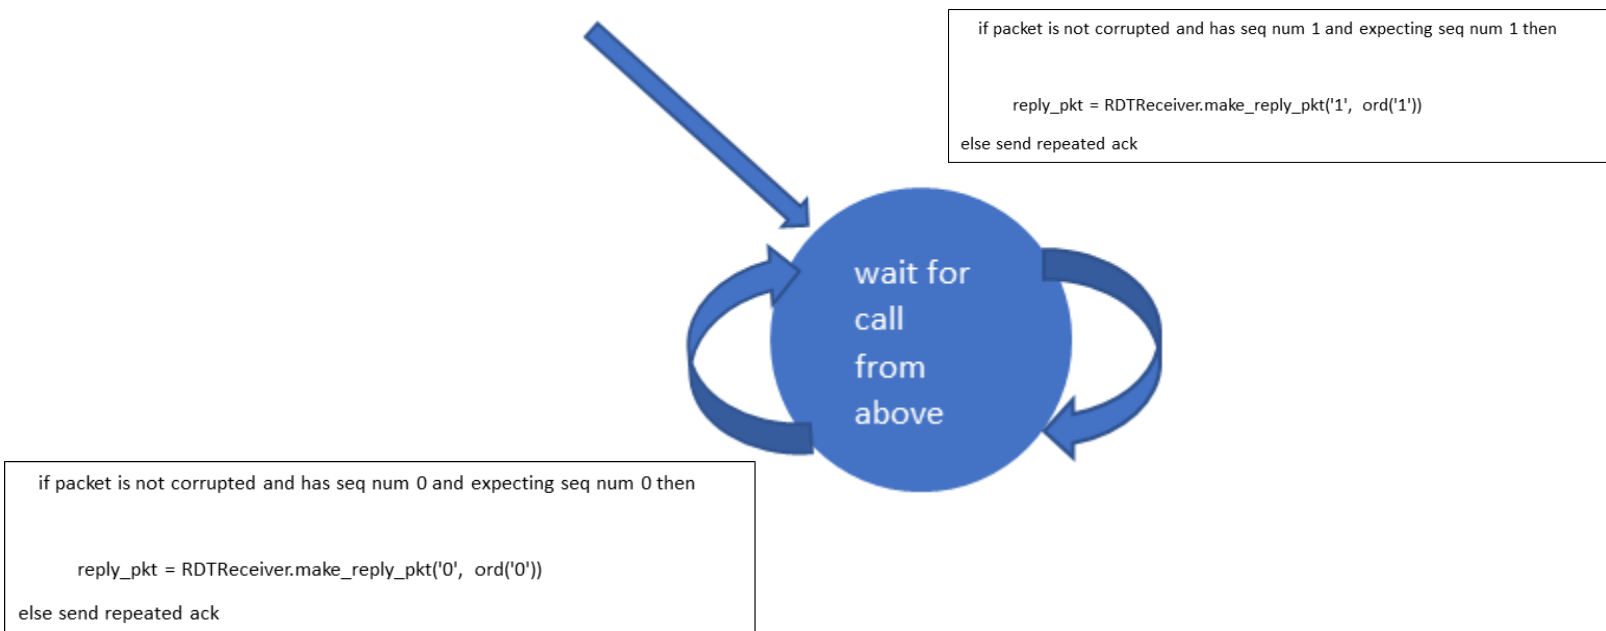 if packet is not corrupted and has seq num 1 and expecting seq num 1 then
reply_pkt = RDTReceiver.make_reply_pkt('1', ord('1'))
else send repeated ack
wait for
call
from
above
if packet is not corrupted and has seq num 0 and expecting seq num 0 then
reply_pkt = RDTReceiver.make_reply_pkt('0', ord('0'))
else send repeated ack